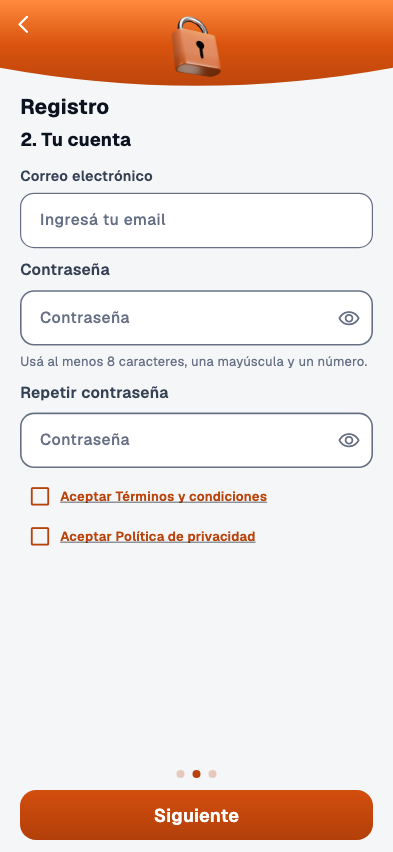 Registro
2. Tu cuenta
Correo electrónico
Ingresá tu email
Contraseña
Contraseña
Usá al menos 8 caracteres, una mayúscula y un número.
Repetir contraseña
Contraseña
Aceptar Términos y condiciones
Aceptar Política de privacidad
Siguiente